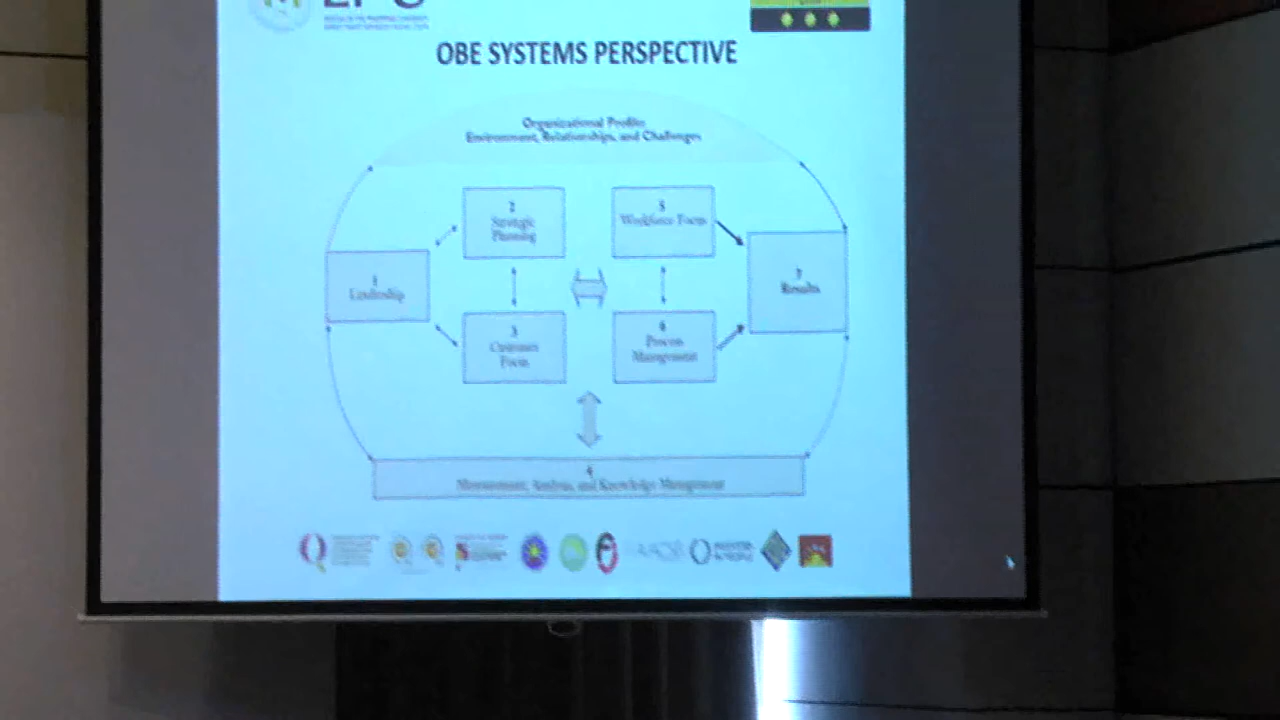 OBE SYSTEMS PERSPECTIVE
Organizational Profile:
Environment, Relationships, and Challenges
2
Strategic
Planning
5
Workforce Focus
1
Leadership
7
Results
3
Customer
Focus
6
Process
Management
4
Measurement, Analysis, and Knowledge Management